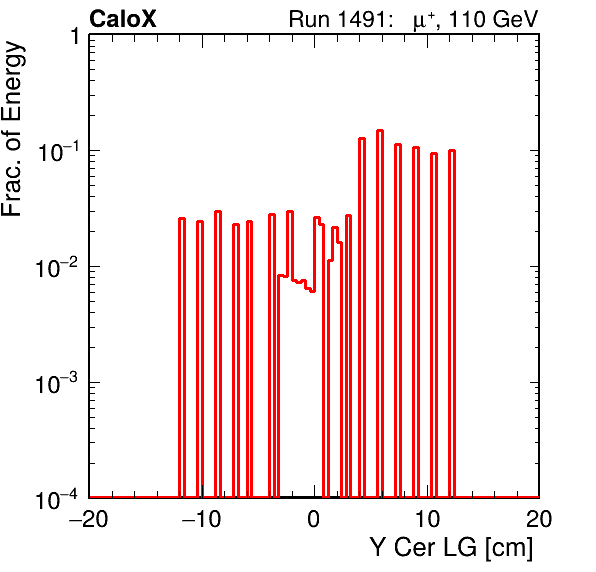 CaloX Run 1491: μ⁺, 110 GeV
Frac. of Energy
1
10⁻¹
10⁻²
10⁻³
10⁻⁴
−20 −10 0 10 20
Y Cer LG [cm]